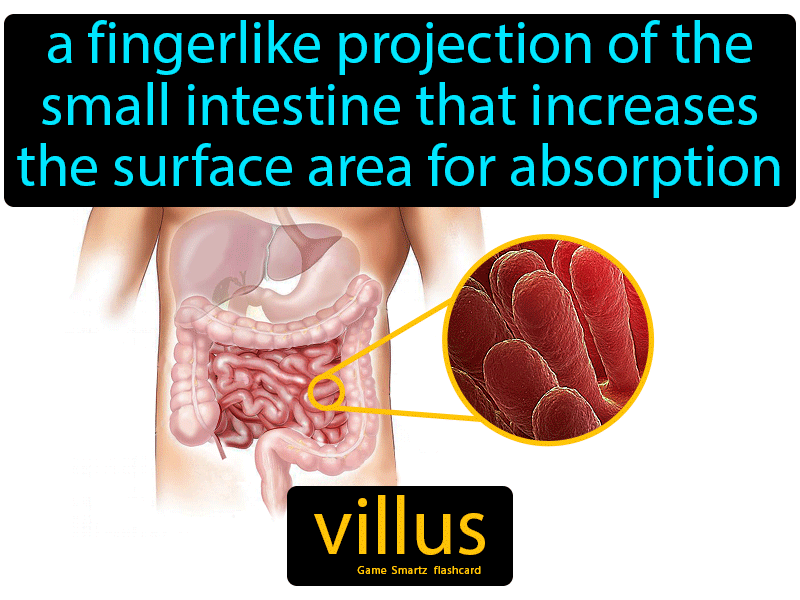 a fingerlike projection of the
small intestine that increases
the surface area for absorption
villus
Game Smartz flashcard